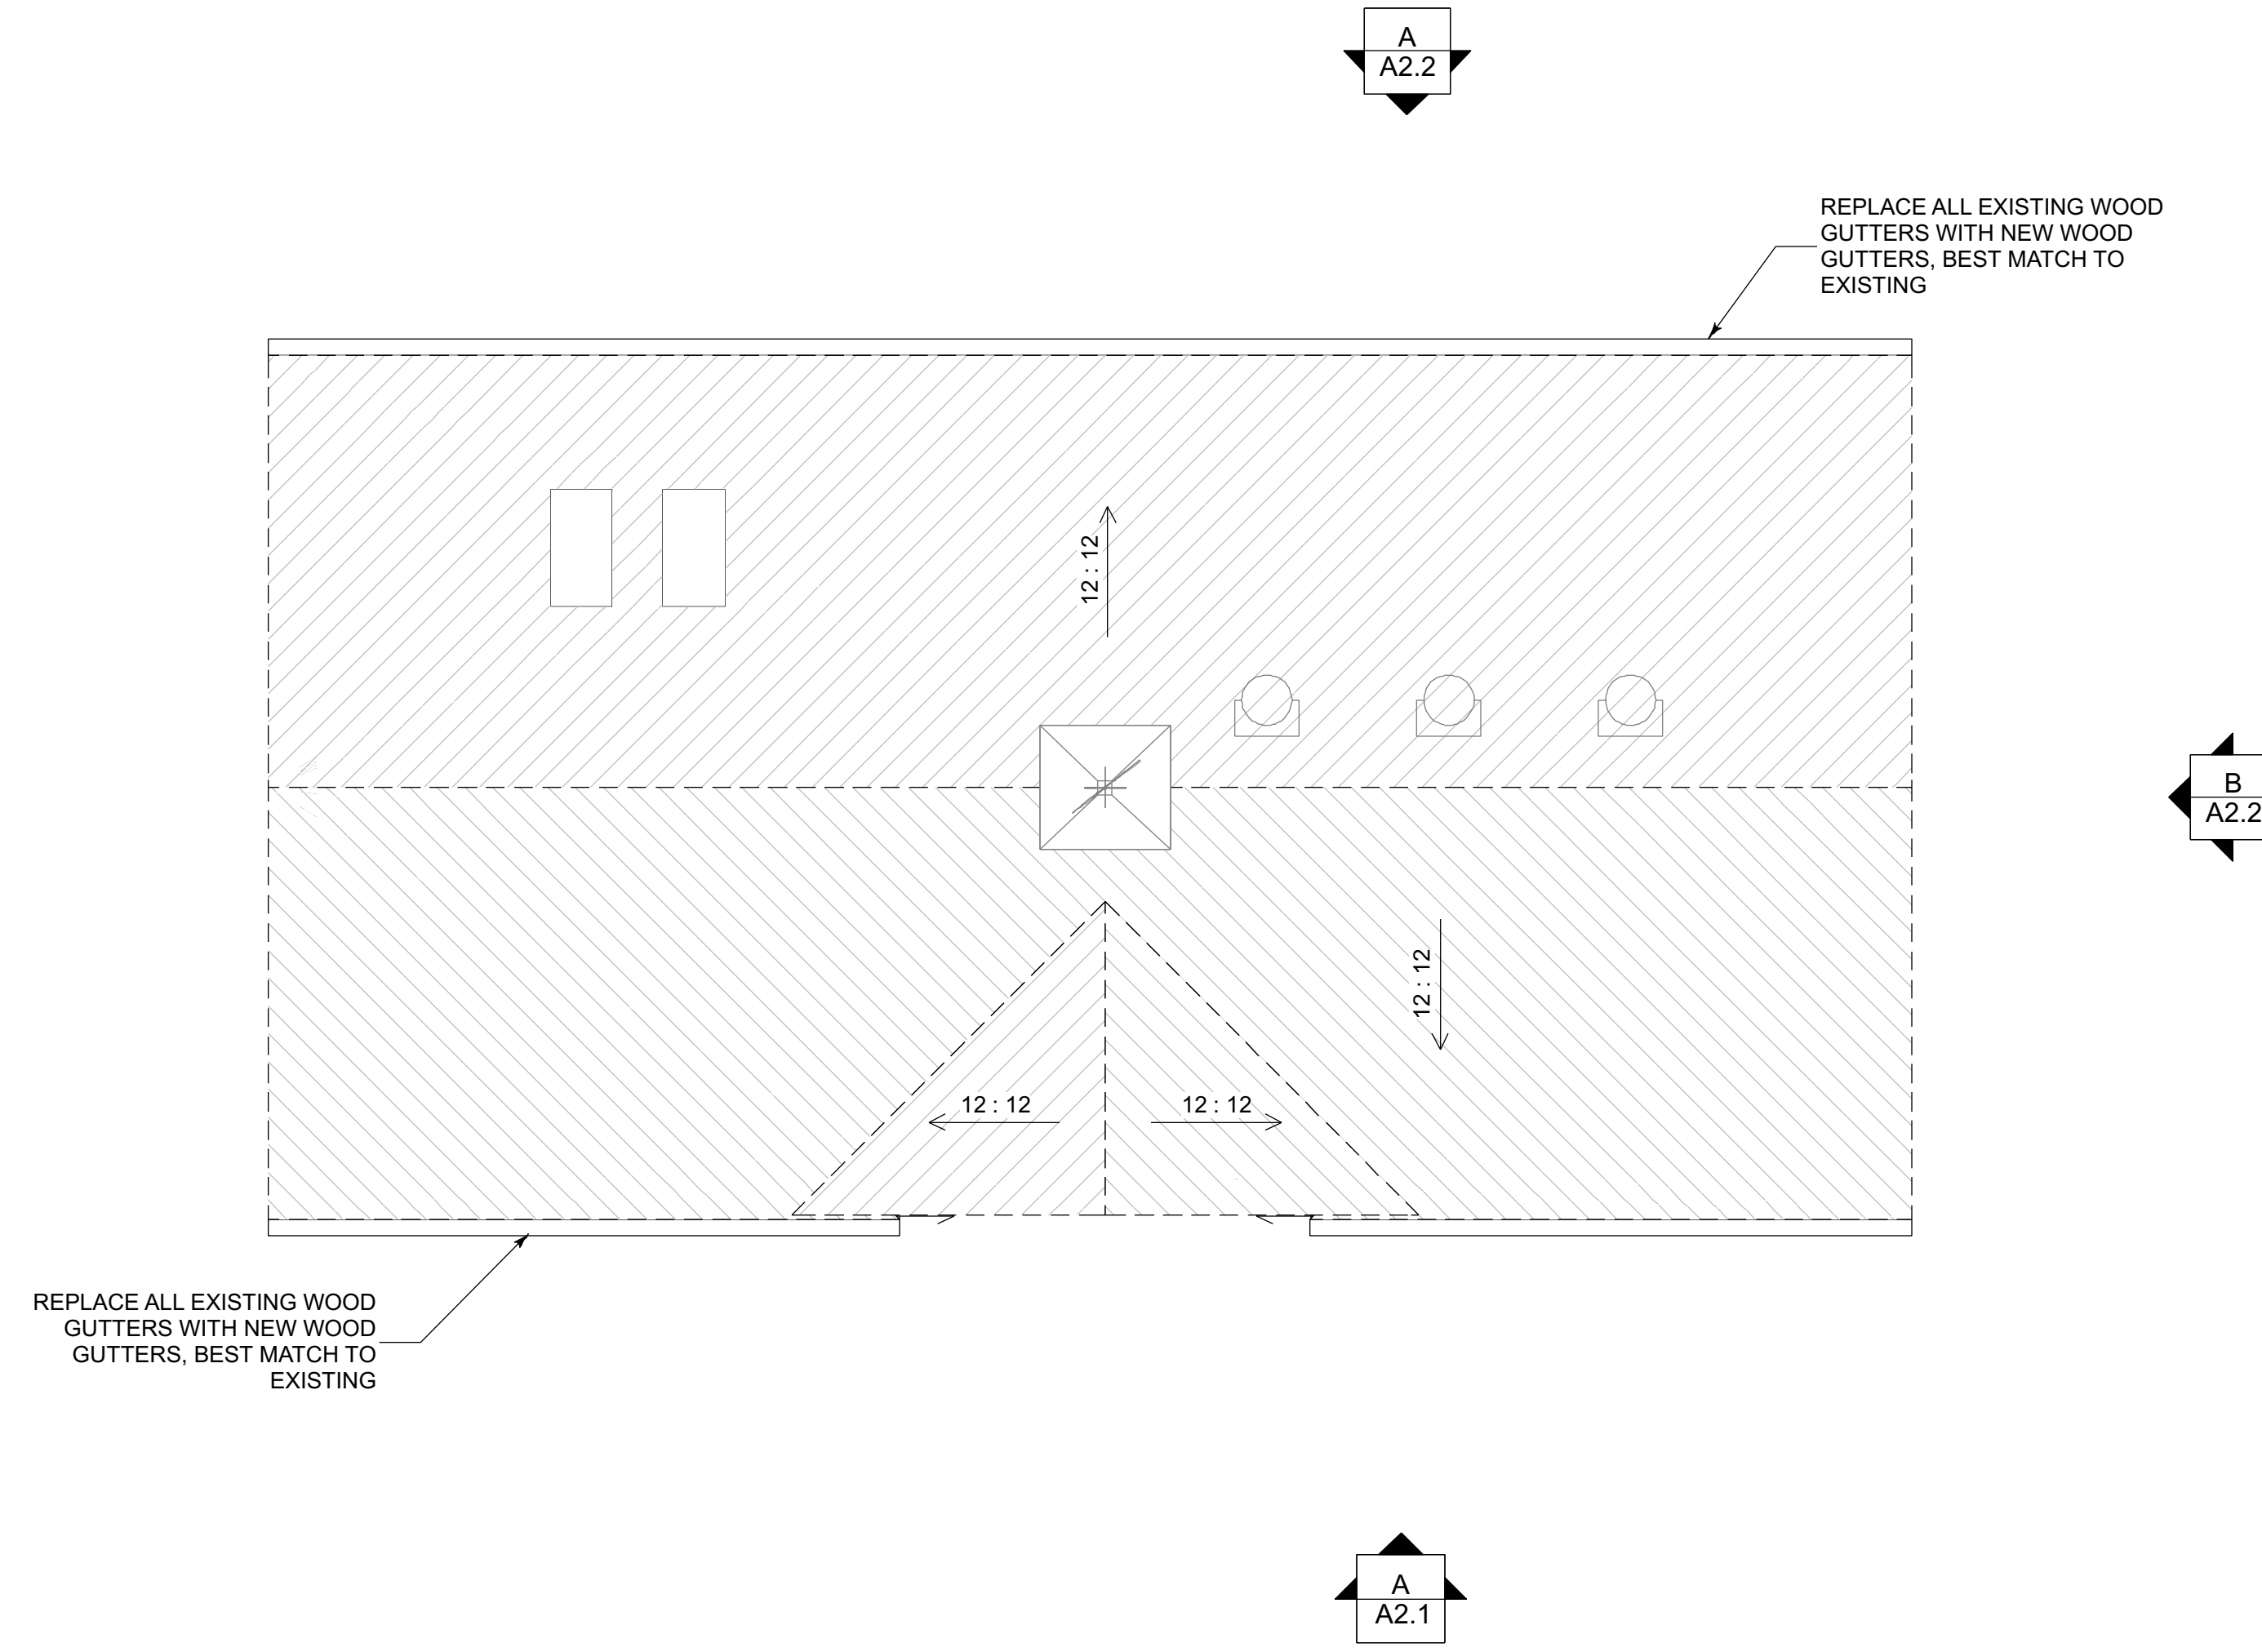 A
A2.2
REPLACE ALL EXISTING WOOD
GUTTERS WITH NEW WOOD
GUTTERS, BEST MATCH TO
EXISTING
12 : 12
B
A2.2
12 : 12
12 : 12
12 : 12
REPLACE ALL EXISTING WOOD
GUTTERS WITH NEW WOOD
GUTTERS, BEST MATCH TO
EXISTING
A
A2.1